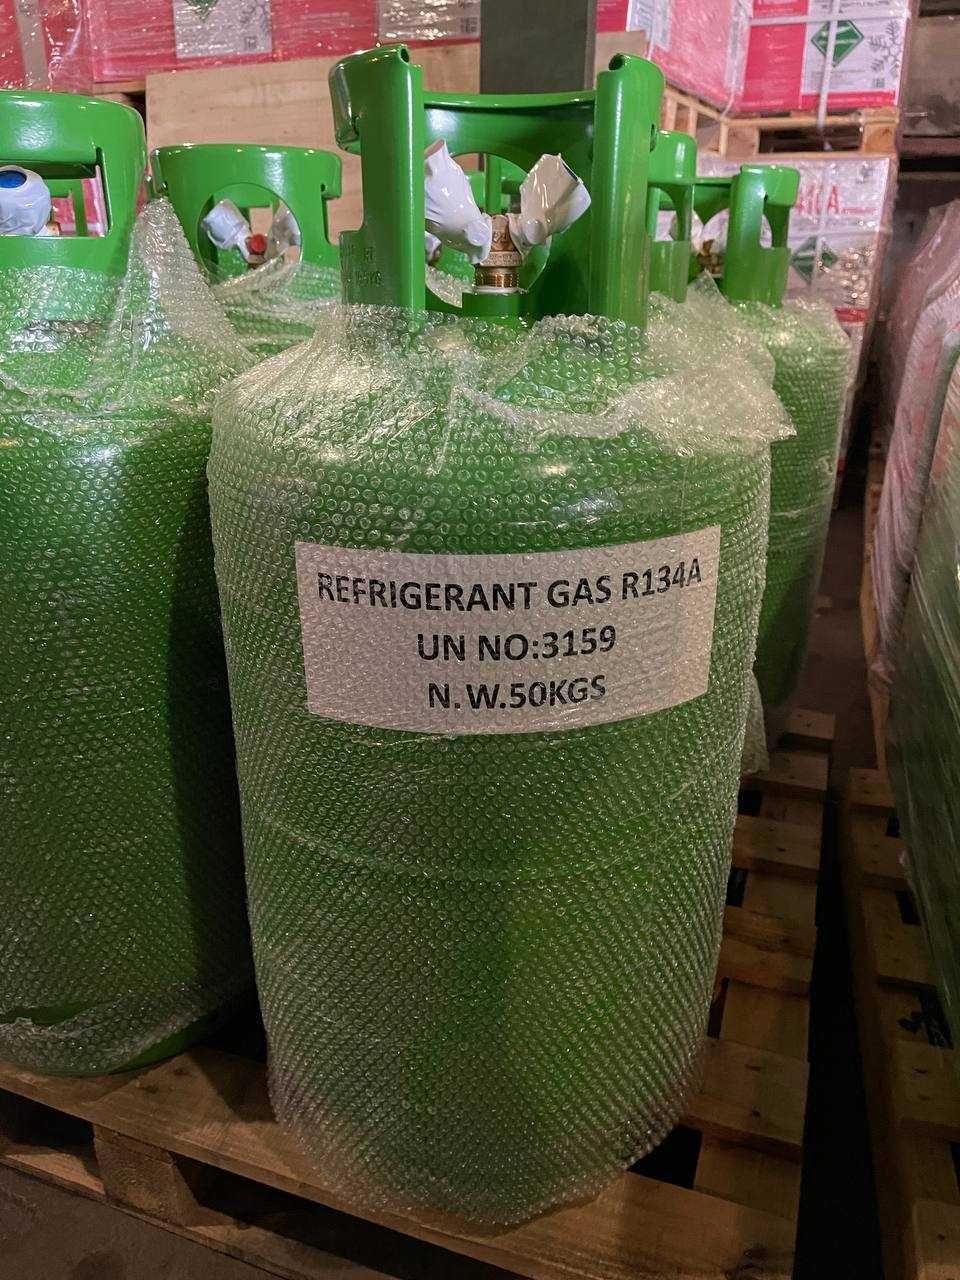 REFRIGERANT GAS R134A
UN NO:3159
N.W.50KGS